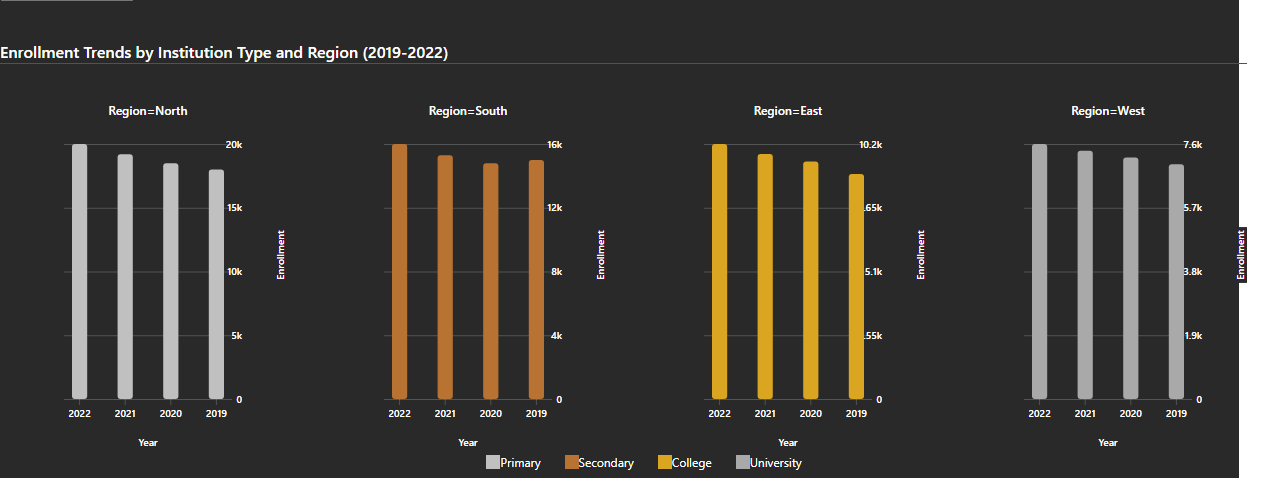 Enrollment Trends by Institution Type and Region (2019-2022)
Region=North
Region=South
Region=East
Region=West
20k
15k
10k
5k
0
Enrollment
2022 2021 2020 2019
Year
16k
12k
8k
4k
0
Enrollment
2022 2021 2020 2019
Year
10.2k
.65k
5.1k
.55k
0
Enrollment
2022 2021 2020 2019
Year
7.6k
5.7k
3.8k
1.9k
0
Enrollment
2022 2021 2020 2019
Year
Primary Secondary College University